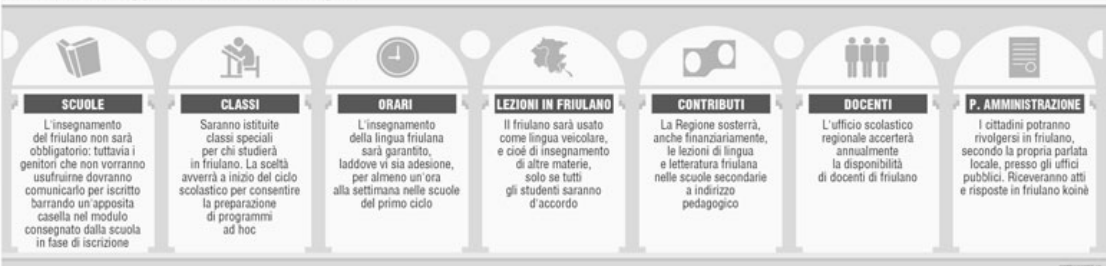 SCUOLE
L'insegnamento
del friulano non sarà
obbligatorio: tuttavia i
genitori che non vorranno
usufruirne dovranno
comunicarlo per iscritto
barrando un'apposita
casella nel modulo
consegnato dalla scuola
in fase di iscrizione
CLASSI
Saranno istituite
classi speciali
per chi studierà
in friulano. La scelta
avverrà a inizio del ciclo
scolastico per consentire
la preparazione
di programmi
ad hoc
ORARI
L'insegnamento
della lingua friulana
sarà garantito,
laddove vi sia adesione,
per almeno un'ora
alla settimana nelle scuole
del primo ciclo
LEZIONI IN FRIULANO
Il friulano sarà usato
come lingua veicolare,
e cioé di insegnamento
di altre materie,
solo se tutti
gli studenti saranno
d'accordo
CONTRIBUTI
La Regione sosterrà,
anche finanziariamente,
le lezioni di lingua
e letteratura friulana
nelle scuole secondarie
a indirizzo
pedagogico
DOCENTI
L'ufficio scolastico
regionale accerterà
annualmente
la disponibilità
di docenti di friulano
P. AMMINISTRAZIONE
I cittadini potranno
rivolgersi in friulano,
secondo la propria parlata
locale, presso gli uffici
pubblici. Riceveranno atti
e risposte in friulano koinè